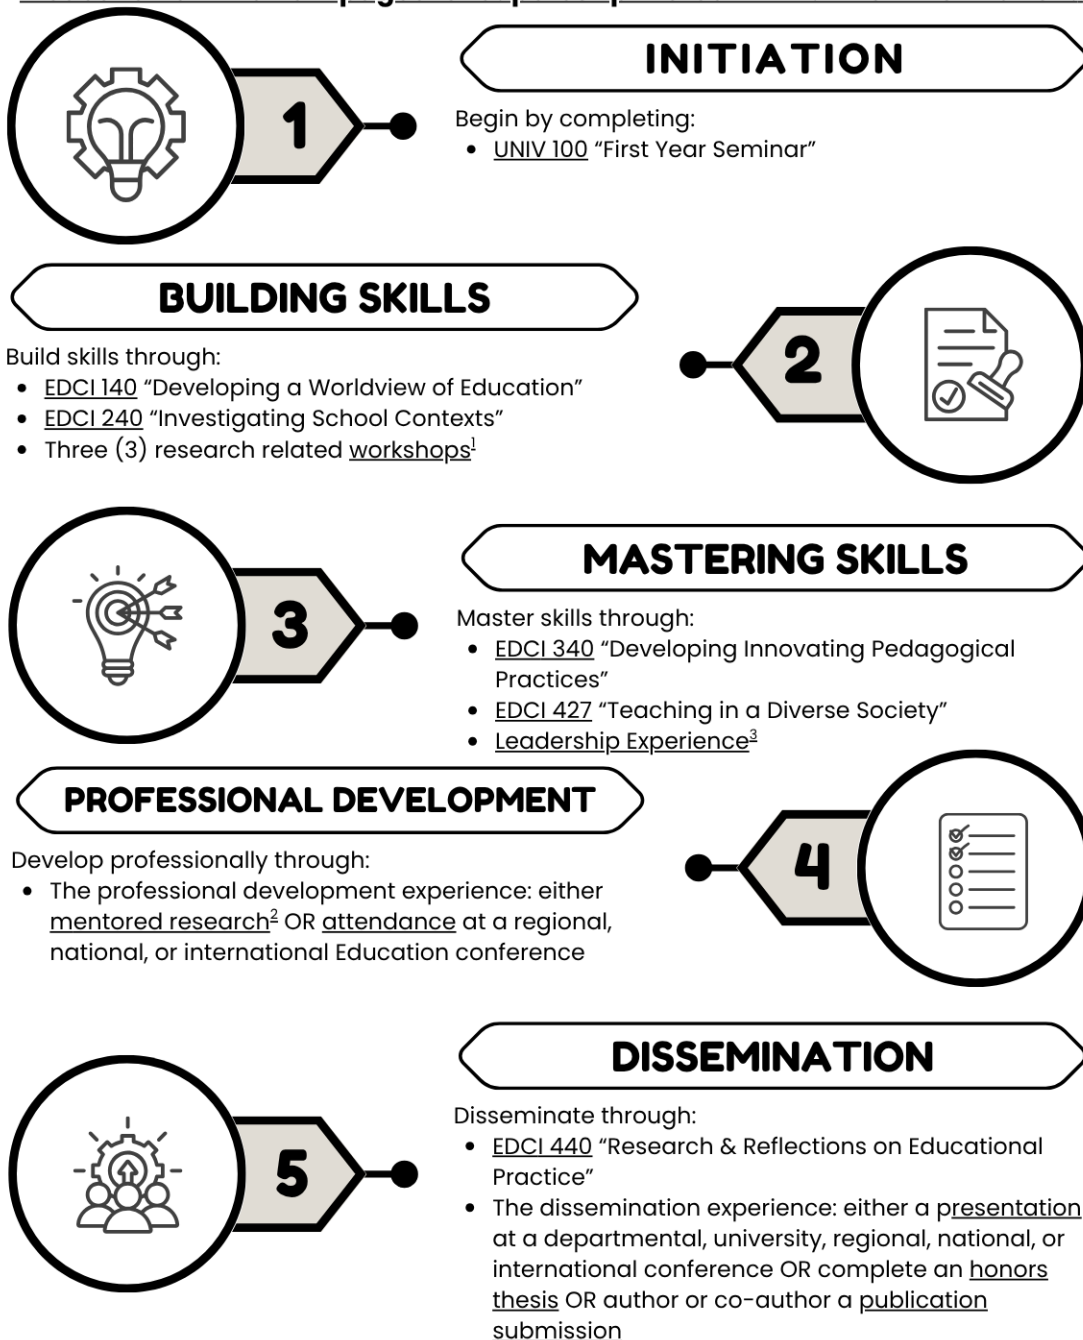 1
INITIATION
Begin by completing:
• UNIV 100 “First Year Seminar”
BUILDING SKILLS
2
Build skills through:
• EDCI 140 “Developing a Worldview of Education”
• EDCI 240 “Investigating School Contexts”
• Three (3) research related workshops¹
3
MASTERING SKILLS
Master skills through:
• EDCI 340 “Developing Innovating Pedagogical
Practices”
• EDCI 427 “Teaching in a Diverse Society”
• Leadership Experience³
PROFESSIONAL DEVELOPMENT
4
Develop professionally through:
• The professional development experience: either
mentored research² OR attendance at a regional,
national, or international Education conference
5
DISSEMINATION
Disseminate through:
• EDCI 440 “Research & Reflections on Educational
Practice”
• The dissemination experience: either a presentation
at a departmental, university, regional, national, or
international conference OR complete an honors
thesis OR author or co-author a publication
submission